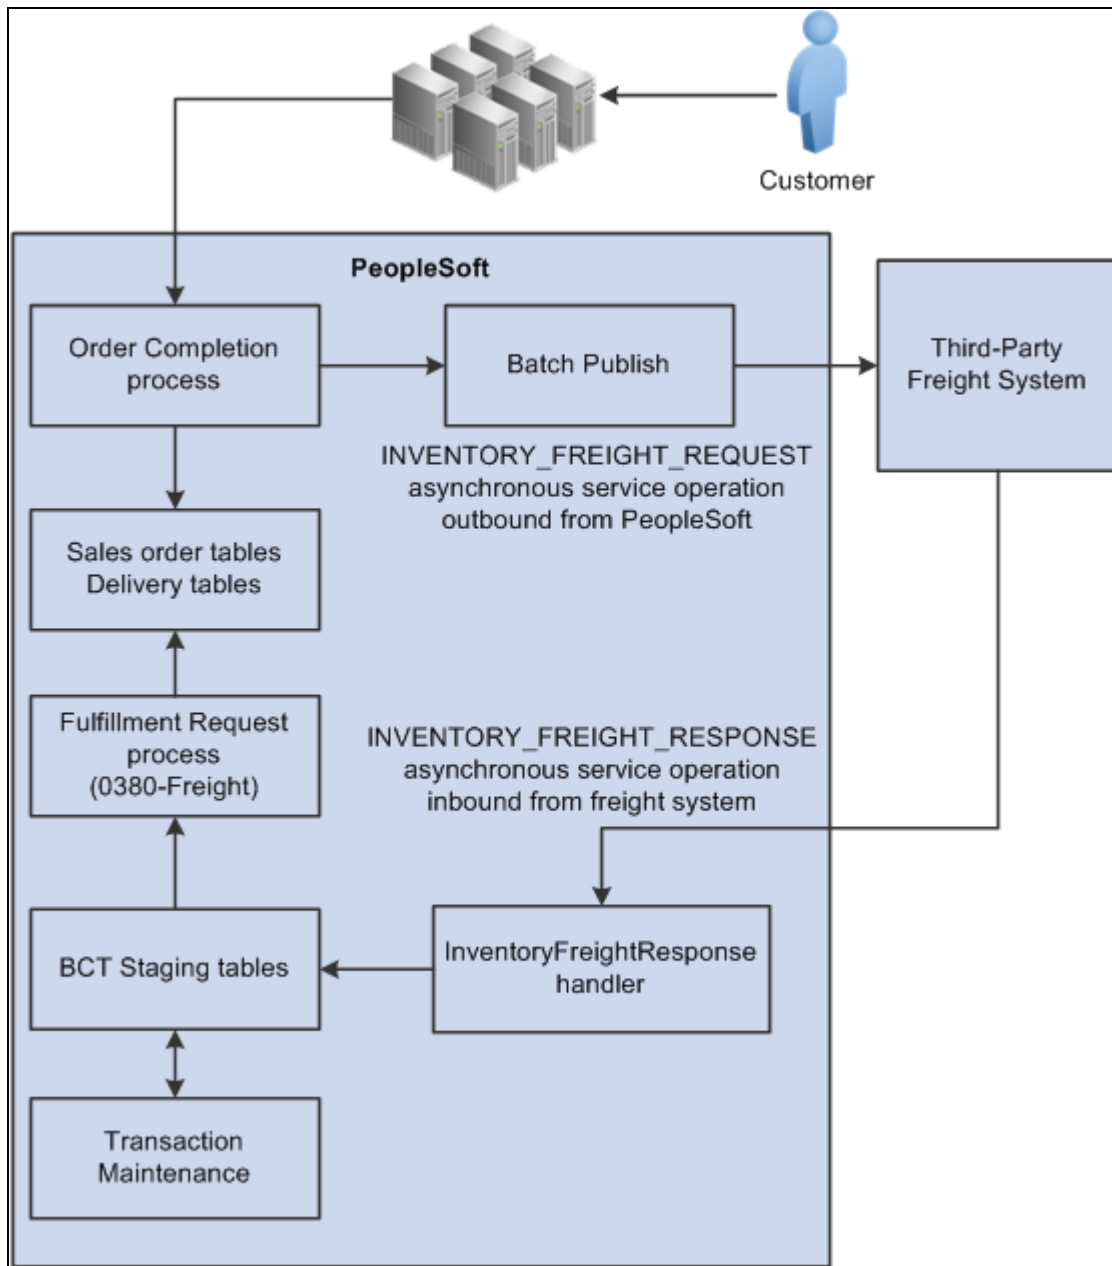 Customer
PeopleSoft
Order Completion
process
Batch Publish
Third-Party
Freight System
INVENTORY_FREIGHT_REQUEST
asynchronous service operation
outbound from PeopleSoft
Sales order tables
Delivery tables
Fulfillment Request
process
(0380-Freight)
INVENTORY_FREIGHT_RESPONSE
asynchronous service operation
inbound from freight system
BCT Staging tables
InventoryFreightResponse
handler
Transaction
Maintenance